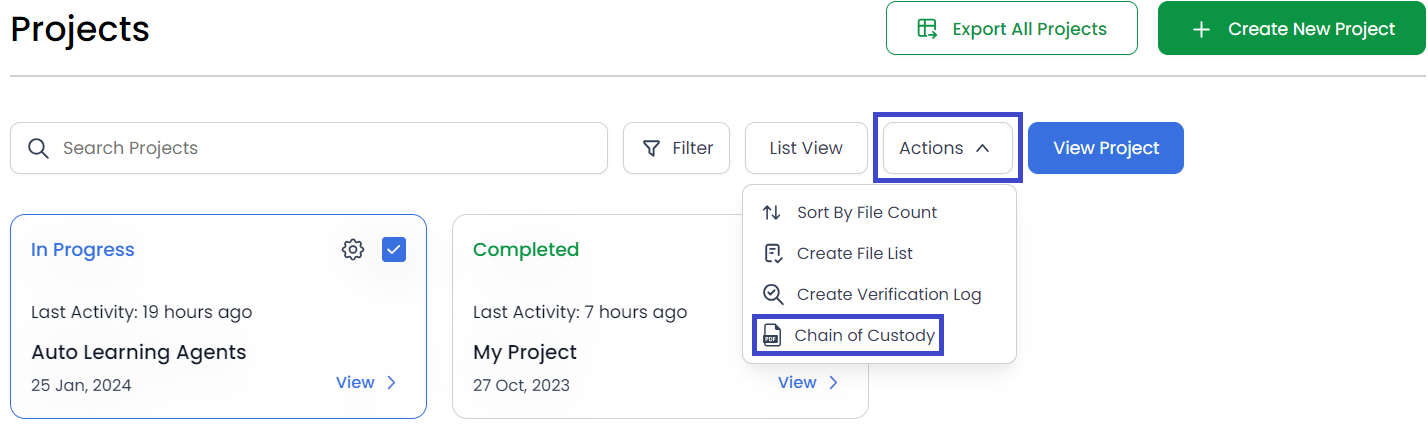 Projects
Export All Projects
Create New Project
Search Projects
Filter
List View
Actions
View Project
Sort By File Count
Create File List
Create Verification Log
PDF
Chain of Custody
In Progress
Last Activity: 19 hours ago
Auto Learning Agents
25 Jan, 2024
View
Completed
Last Activity: 7 hours ago
My Project
27 Oct, 2023
View